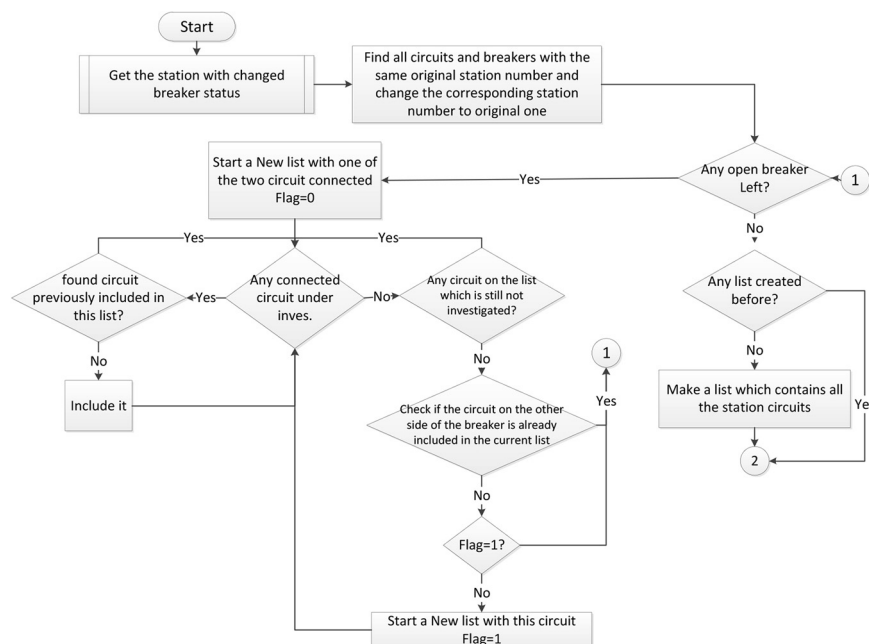 Start
Get the station with changed
breaker status
Find all circuits and breakers with the
same original station number and
change the corresponding station
number to original one
Start a New list with one of
the two circuit connected
Flag=0
Yes
Any open breaker
Left?
1
No
Yes
Yes
found circuit
previously included in
this list?
Yes
Any connected
circuit under
inves.
No
Any circuit on the list
which is still not
investigated?
Any list created
before?
No
No
No
1
Include it
Check if the circuit on the other
side of the breaker is already
included in the current list
Yes
Make a list which contains all
the station circuits
Ye
2
No
Flag=1?
No
Start a New list with this circuit
Flag=1